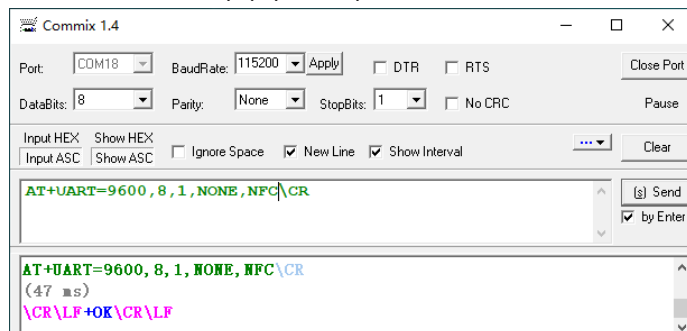 Commix 1.4
Port: COM18 BaudRate: 115200 Apply DTR RTS Close Port
DataBits: 8 Parity: None StopBits: 1 No CRC Pause
Input HEX Show HEX
Input ASC Show ASC Ignore Space New Line Show Interval ... Clear
AT+UART=9600,8,1,NONE,NFC\CR (s) Send
by Enter
AT+UART=9600,8,1,NONE,NFC\CR
(47 ms)
\CR\LF+OK\CR\LF